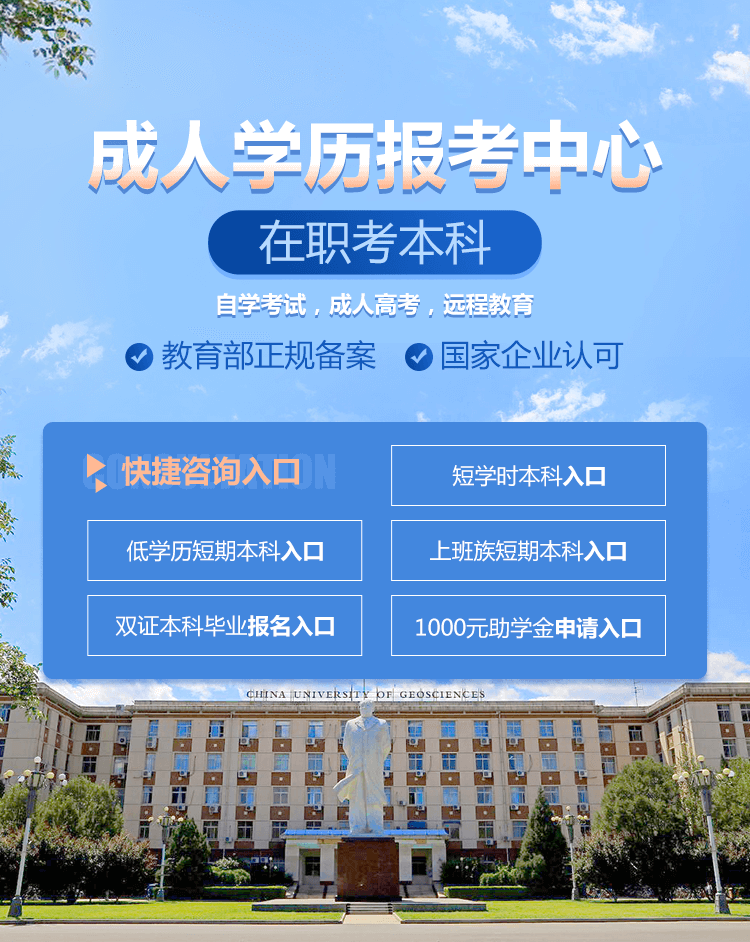 成人学历报考中心
在职考本科
自学考试，成人高考，远程教育
教育部正规备案 国家企业认可
CONSULTATION
快捷咨询入口
短学时本科入口
低学历短期本科入口
上班族短期本科入口
双证本科毕业报名入口
1000元助学金申请入口
CHINA UNIVERSITY OF GEOSCIENCES